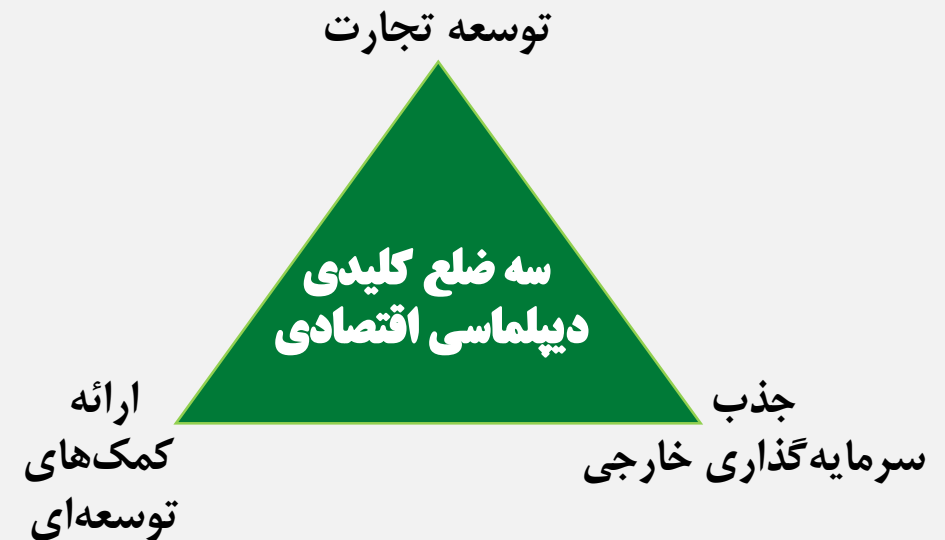 توسعه تجارت
سه ضلع کلیدی
دیپلماسی اقتصادی
جذب
سرمایه‌گذاری خارجی
ارائه
کمک‌های
توسعه‌ای